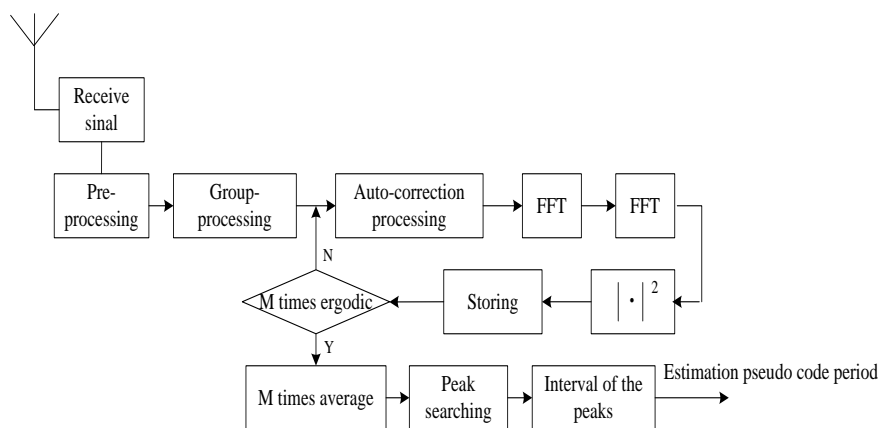 Receive
sinal
Pre-
processing
Group-
processing
Auto-correction
processing
FFT
FFT
N
M times ergodic
Storing
| • | 2
Y
M times average
Peak
searching
Interval of the
peaks
Estimation pseudo code period